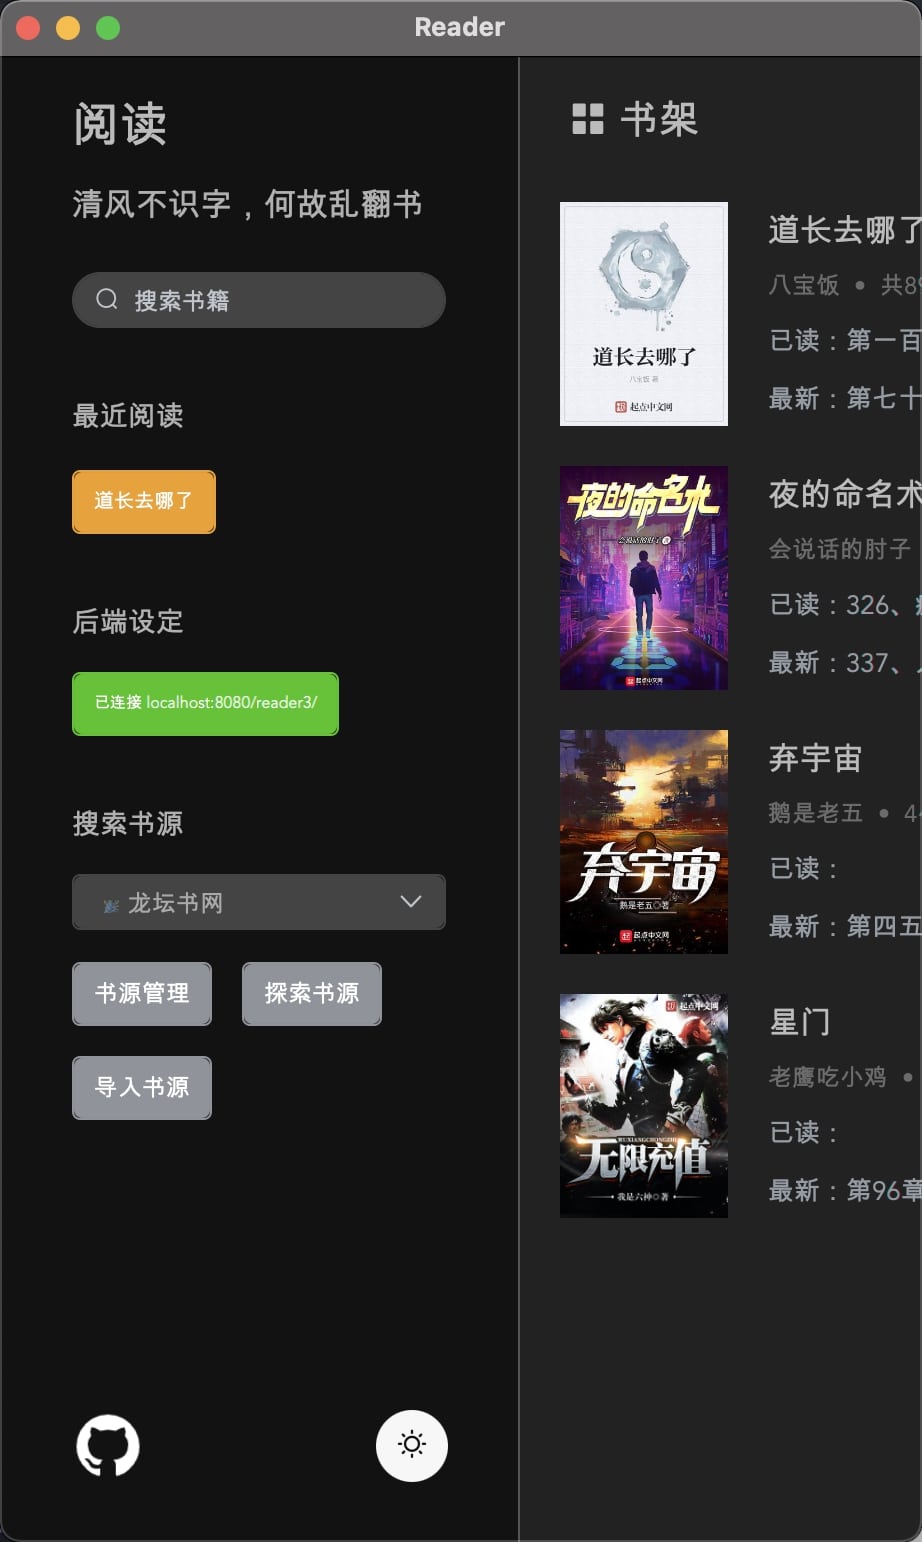 Reader
阅读
清风不识字，何故乱翻书
搜索书籍
最近阅读
道长去哪了
后端设定
已连接 localhost:8080/reader3/
搜索书源
龙坛书网
书源管理
探索书源
导入书源
书架
道长去哪了
八宝饭 著
起点中文网
道长去哪了
八宝饭 • 共89
已读：第一百
最新：第七十
夜的命名术
会说话的肘子 著
起点中文网
夜的命名术
会说话的肘子
已读：326、
最新：337、
弃宇宙
鹅是老五◎著
起点中文网
弃宇宙
鹅是老五 • 4
已读：
最新：第四五
起点中文网
WUXIANCHONGZHI
无限充值
我是六神◎著
星门
老鹰吃小鸡 •
已读：
最新：第96章